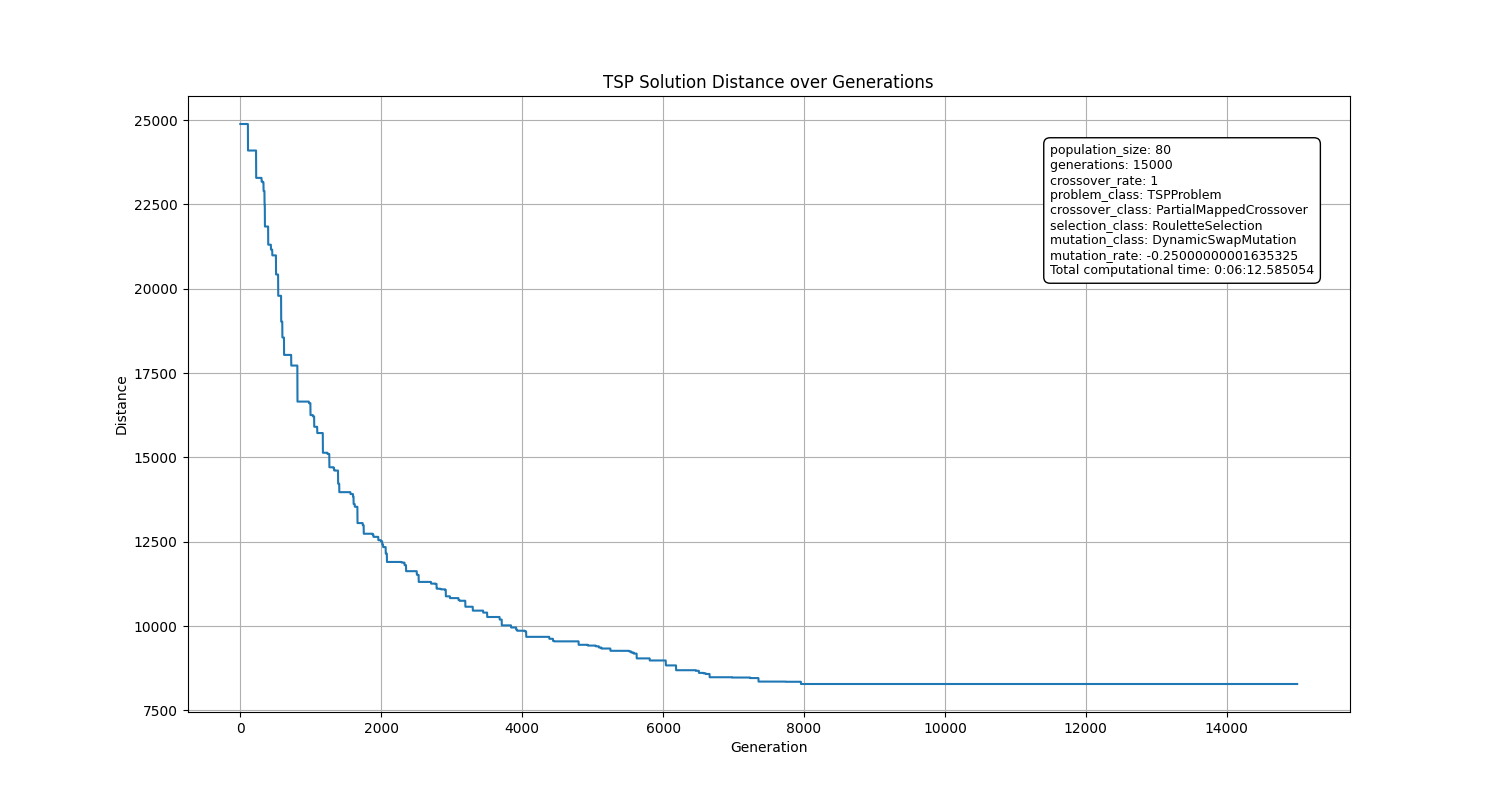 TSP Solution Distance over Generations
25000
22500
20000
17500
15000
12500
10000
7500
Distance
population_size: 80
generations: 15000
crossover_rate: 1
problem_class: TSPProblem
crossover_class: PartialMappedCrossover
selection_class: RouletteSelection
mutation_class: DynamicSwapMutation
mutation_rate: -0.25000000001635325
Total computational time: 0:06:12.585054
0 2000 4000 6000 8000 10000 12000 14000
Generation